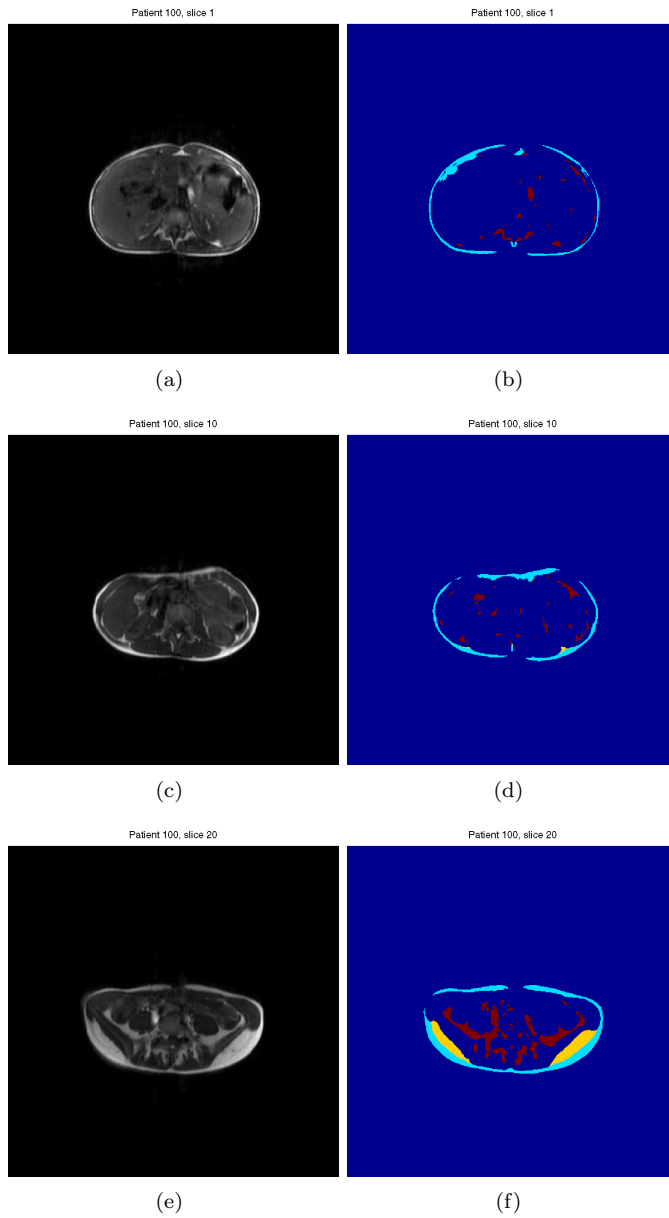 Patient 100, slice 1
Patient 100, slice 1
(a)
(b)
Patient 100, slice 10
Patient 100, slice 10
(c)
(d)
Patient 100, slice 20
Patient 100, slice 20
(e)
(f)